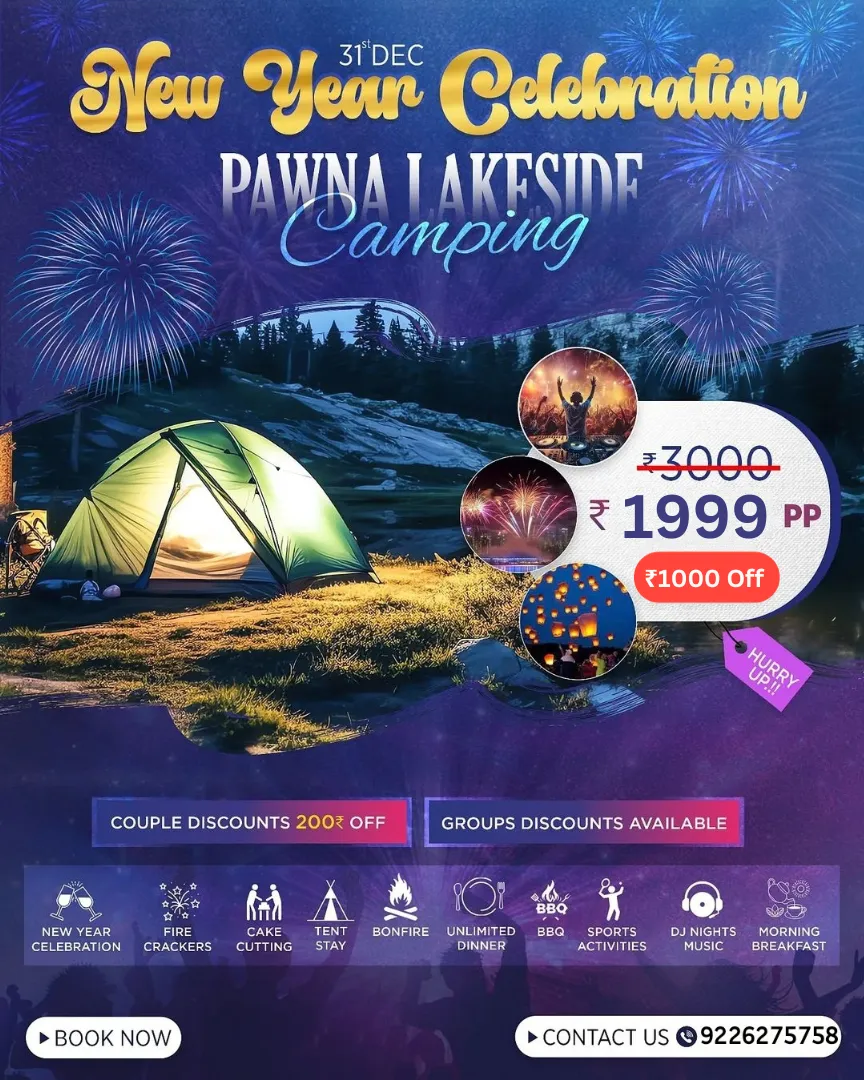 31st DEC
New Year Celebration
PAWNA LAKESIDE
Camping
₹3000
₹ 1999 PP
₹1000 Off
HURRY
UP!!
COUPLE DISCOUNTS 200₹ OFF
GROUPS DISCOUNTS AVAILABLE
NEW YEAR
CELEBRATION
FIRE
CRACKERS
CAKE
CUTTING
TENT
STAY
BONFIRE
UNLIMITED
DINNER
BBQ
BBQ
SPORTS
ACTIVITIES
DJ NIGHTS
MUSIC
MORNING
BREAKFAST
BOOK NOW
CONTACT US 9226275758